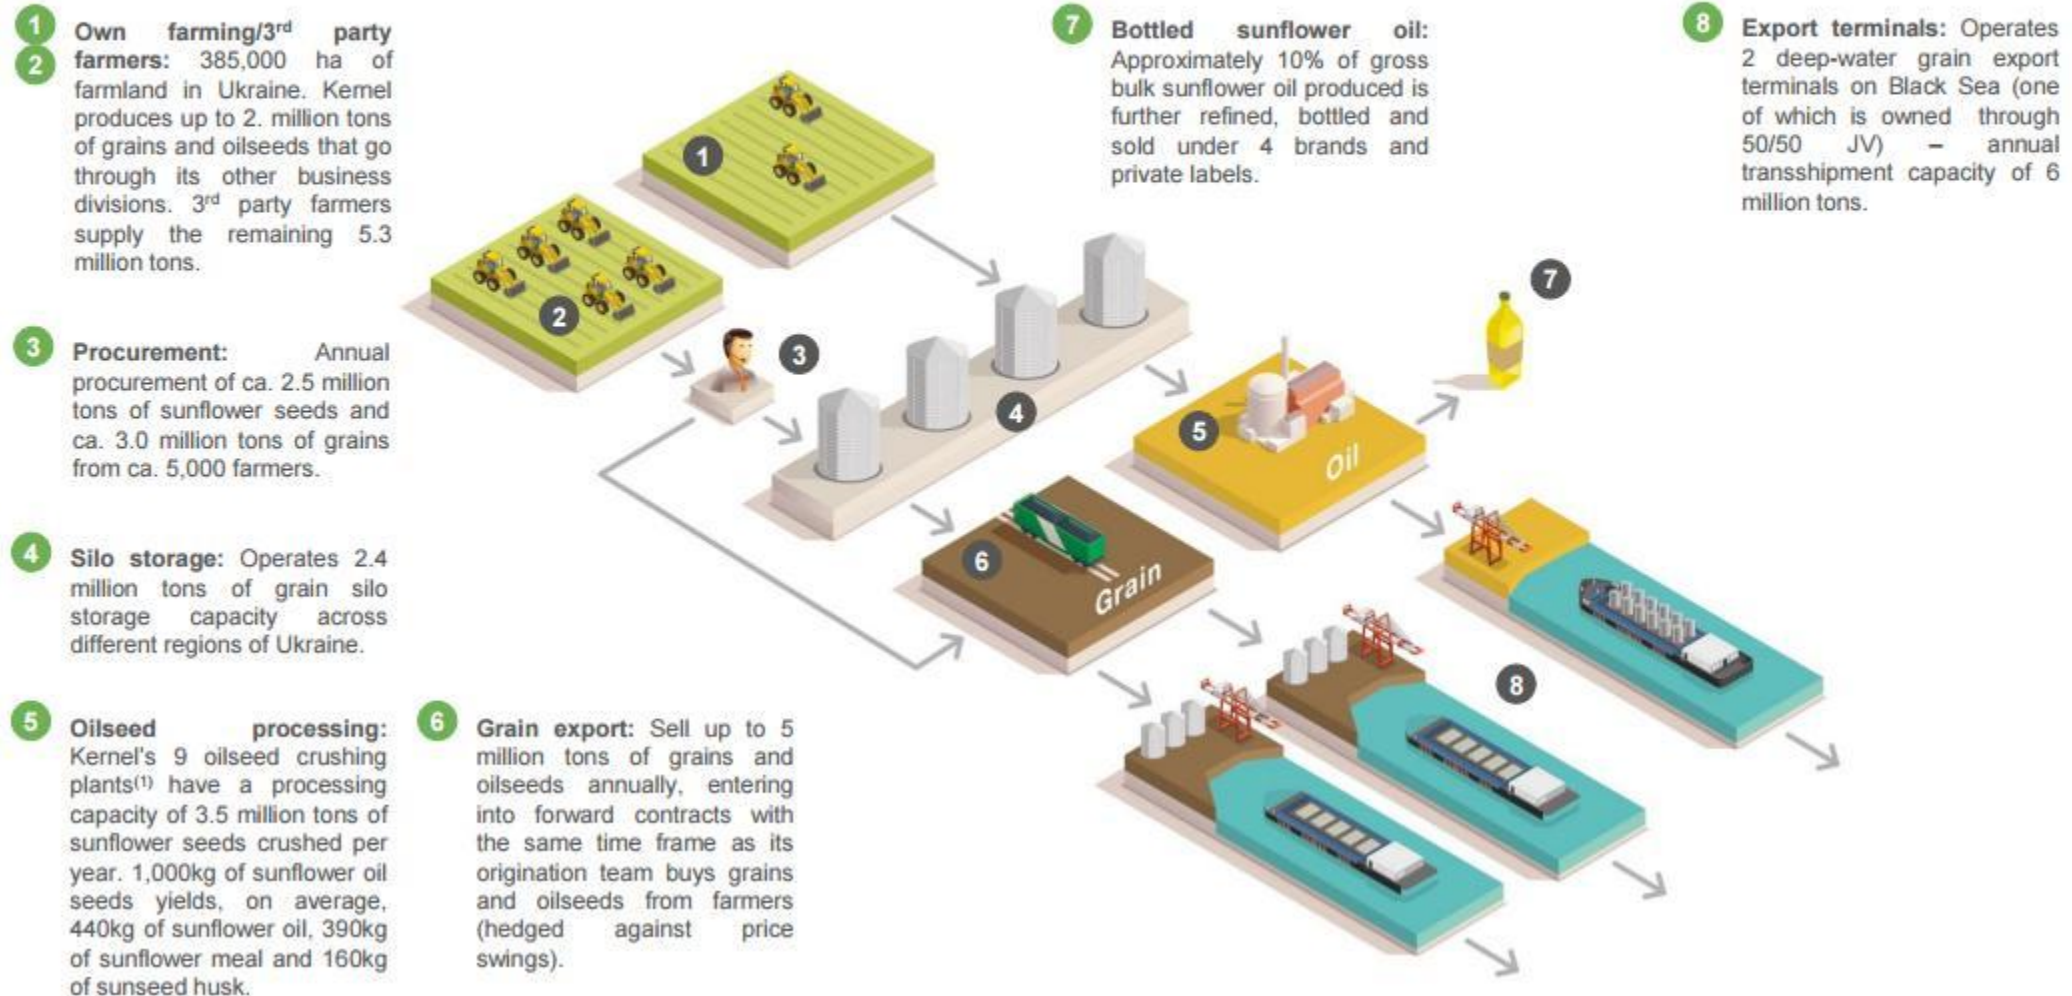 1
2
Own farming/3rd party
farmers: 385,000 ha of
farmland in Ukraine. Kernel
produces up to 2. million tons
of grains and oilseeds that go
through its other business
divisions. 3rd party farmers
supply the remaining 5.3
million tons.
3
Procurement: Annual
procurement of ca. 2.5 million
tons of sunflower seeds and
ca. 3.0 million tons of grains
from ca. 5,000 farmers.
4
Silo storage: Operates 2.4
million tons of grain silo
storage capacity across
different regions of Ukraine.
5
Oilseed processing:
Kernel's 9 oilseed crushing
plants(1) have a processing
capacity of 3.5 million tons of
sunflower seeds crushed per
year. 1,000kg of sunflower oil
seeds yields, on average,
440kg of sunflower oil, 390kg
of sunflower meal and 160kg
of sunseed husk.
6
Grain export: Sell up to 5
million tons of grains and
oilseeds annually, entering
into forward contracts with
the same time frame as its
origination team buys grains
and oilseeds from farmers
(hedged against price
swings).
7
Bottled sunflower oil:
Approximately 10% of gross
bulk sunflower oil produced is
further refined, bottled and
sold under 4 brands and
private labels.
8
Export terminals: Operates
2 deep-water grain export
terminals on Black Sea (one
of which is owned through
50/50 JV) – annual
transshipment capacity of 6
million tons.
1
2
3
4
5
Oil
6
Grain
7
8